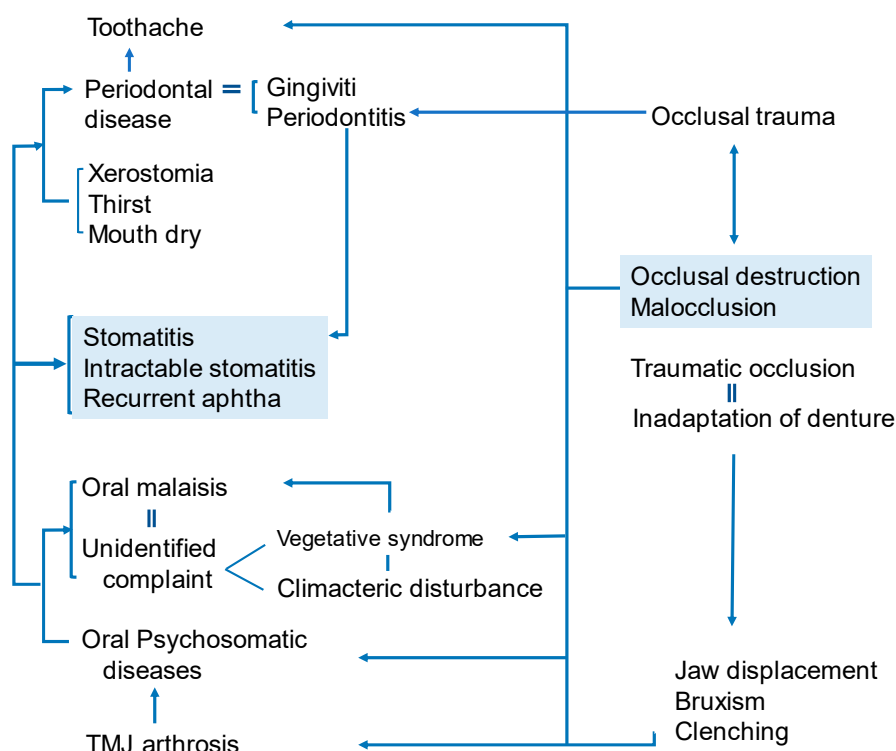 Toothache
Periodontal
disease
=
Gingiviti
Periodontitis
Occlusal trauma
Xerostomia
Thirst
Mouth dry
Occlusal destruction
Malocclusion
Stomatitis
Intractable stomatitis
Recurrent aphtha
Traumatic occlusion
=
Inadaptation of denture
Oral malaisis
=
Unidentified
complaint
Vegetative syndrome
Climacteric disturbance
Oral Psychosomatic
diseases
Jaw displacement
Bruxism
Clenching
TMJ arthrosis